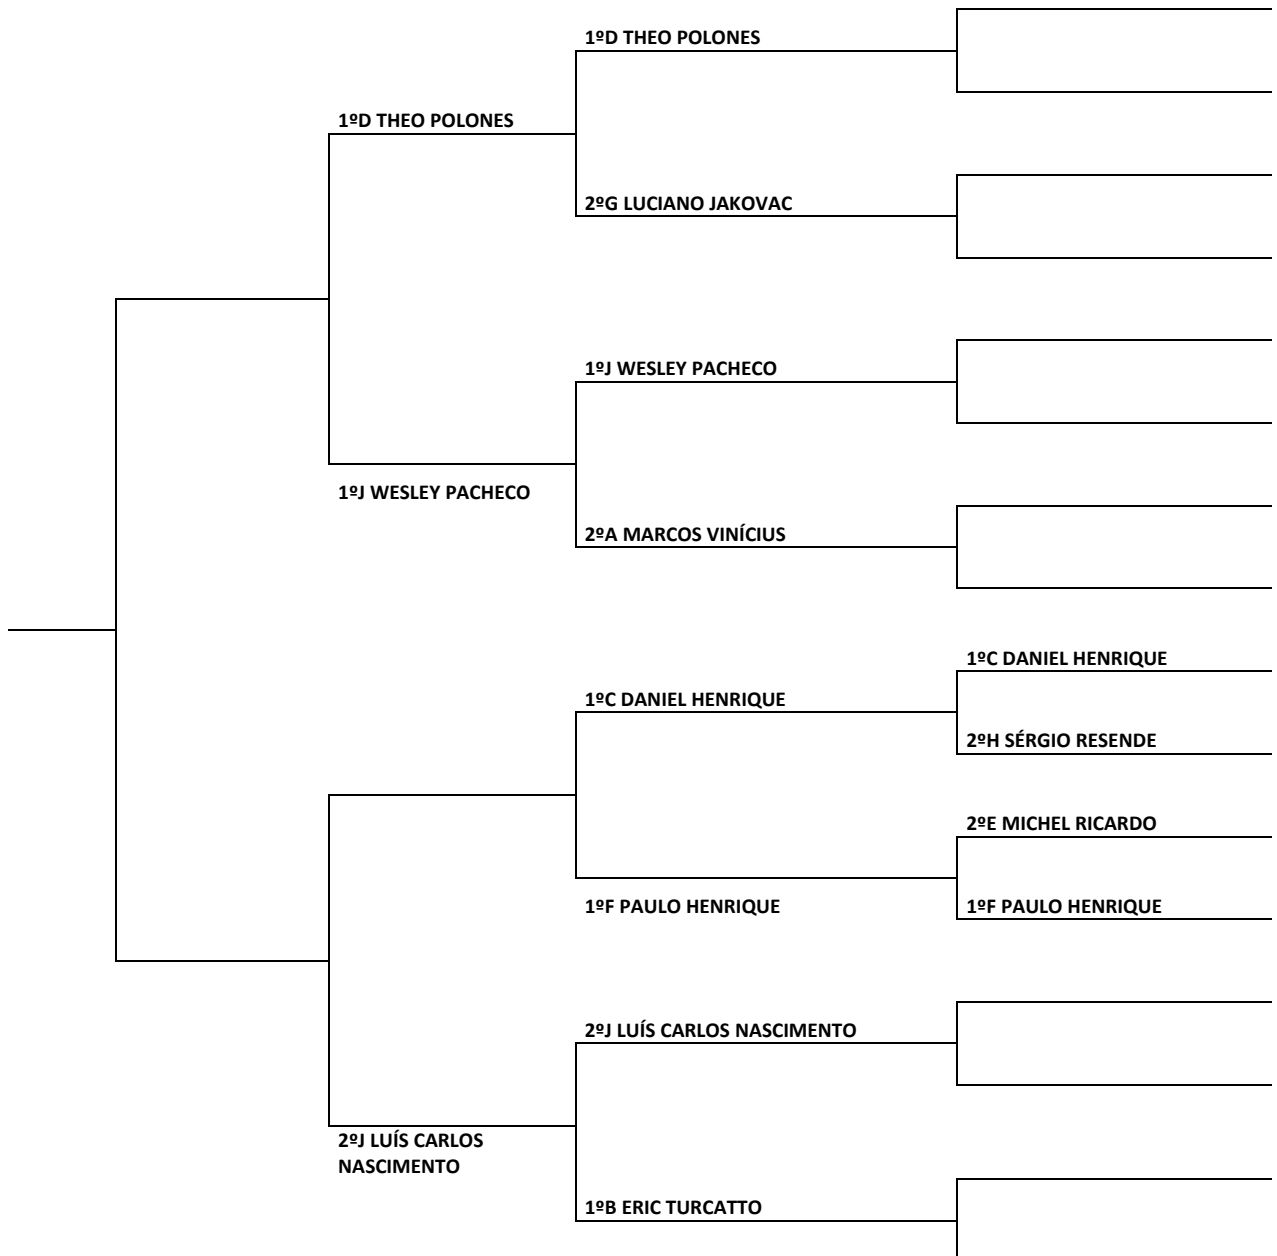 1ºD THEO POLONES
1ºD THEO POLONES
2ºG LUCIANO JAKOVAC
1ºJ WESLEY PACHECO
1ºJ WESLEY PACHECO
2ºA MARCOS VINÍCIUS
1ºC DANIEL HENRIQUE
1ºC DANIEL HENRIQUE
2ºH SÉRGIO RESENDE
2ºE MICHEL RICARDO
1ºF PAULO HENRIQUE
1ºF PAULO HENRIQUE
2ºJ LUÍS CARLOS NASCIMENTO
2ºJ LUÍS CARLOS
NASCIMENTO
1ºB ERIC TURCATTO